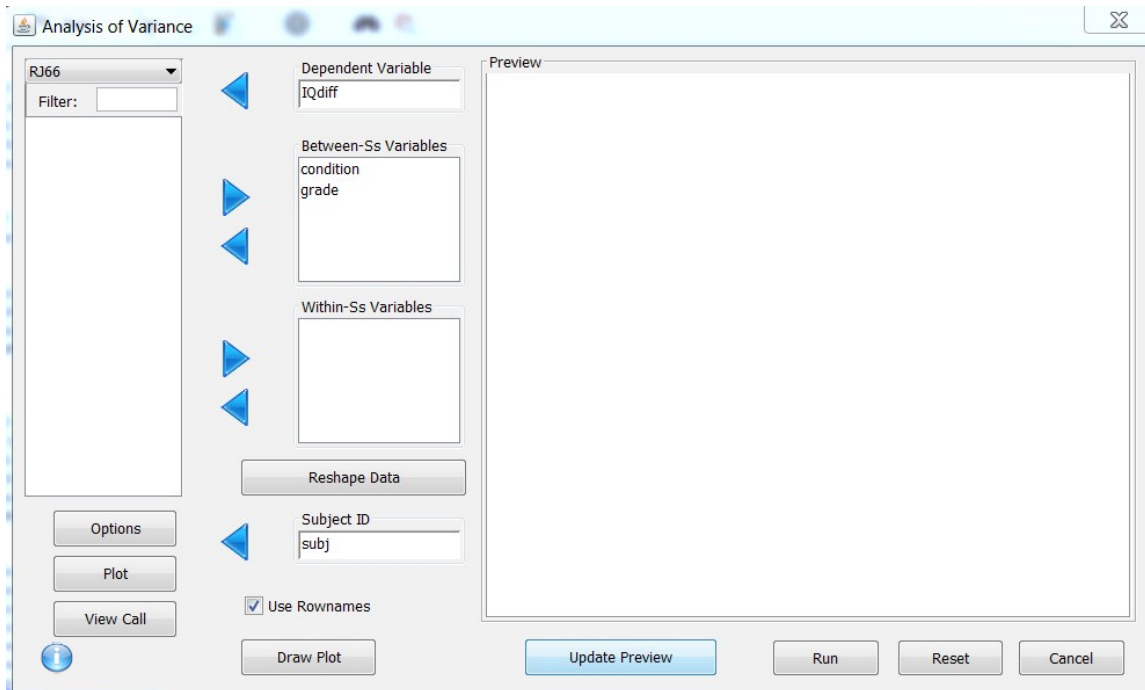 Analysis of Variance
RJ66
Filter:
Dependent Variable
IQdiff
Between-Ss Variables
condition
grade
Within-Ss Variables
Reshape Data
Subject ID
subj
Use Rownames
Options
Plot
View Call
Draw Plot
Preview
Update Preview
Run
Reset
Cancel